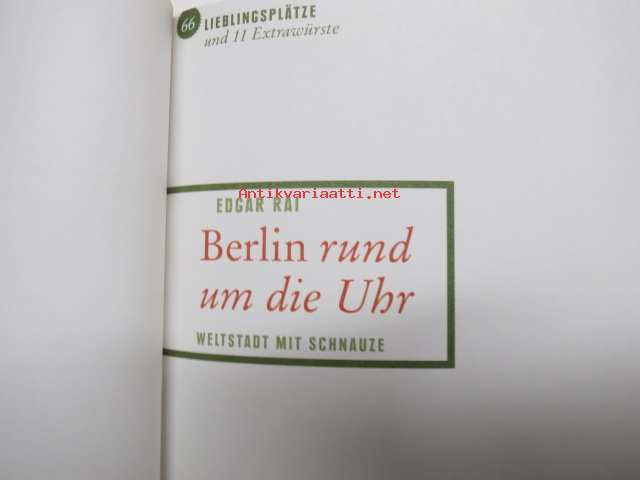 66 LIEBLINGSPLÄTZE
und 11 Extrawürste
Antikvariaatti.net
EDGAR RAI
Berlin rund
um die Uhr
WELTSTADT MIT SCHNAUZE